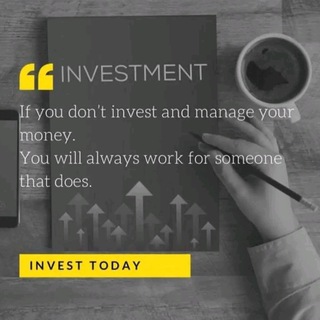 INVESTMENT
If you don't invest and manage your
money.
You will always work for someone
that does.
INVEST TODAY